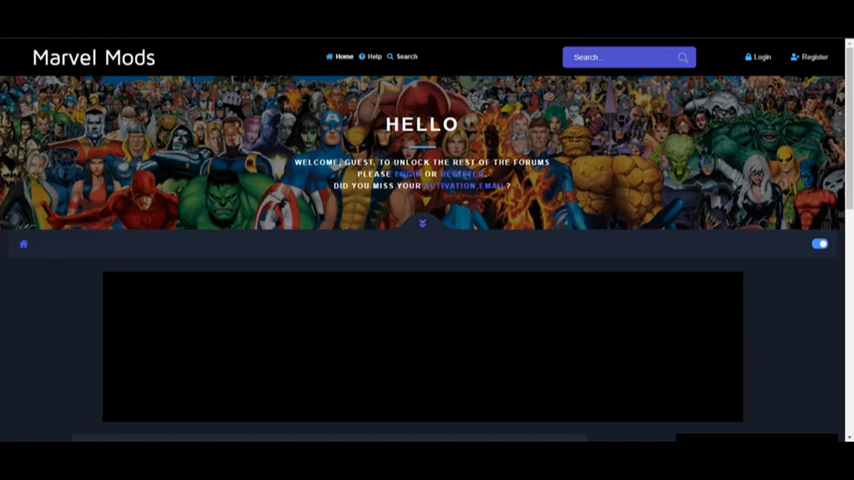 Marvel Mods
Home Help Search
Search...
Login Register
HELLO
WELCOME, GUEST. TO UNLOCK THE REST OF THE FORUMS
PLEASE LOGIN OR REGISTER.
DID YOU MISS YOUR ACTIVATION EMAIL?